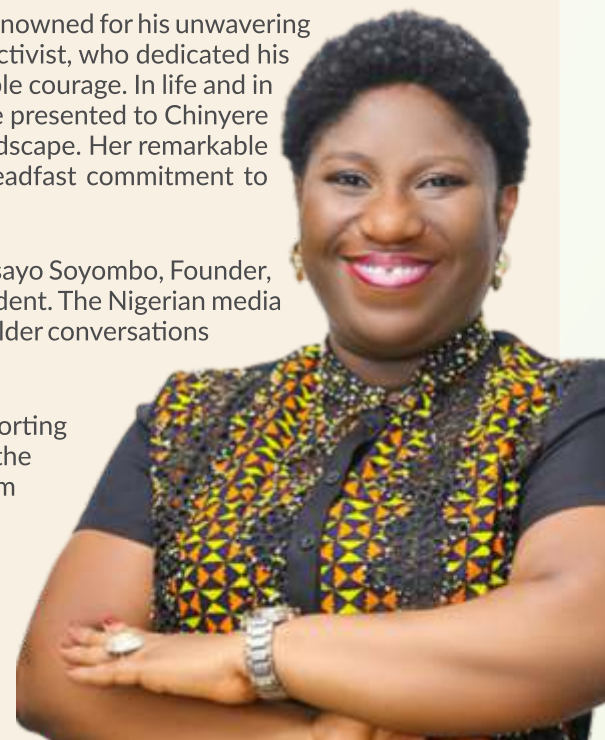 nowned for his unwavering
ctivist, who dedicated his
le courage. In life and in
e presented to Chinyere
dscape. Her remarkable
eadfast commitment to
sayo Soyombo, Founder,
dent. The Nigerian media
lder conversations
orting
the
m